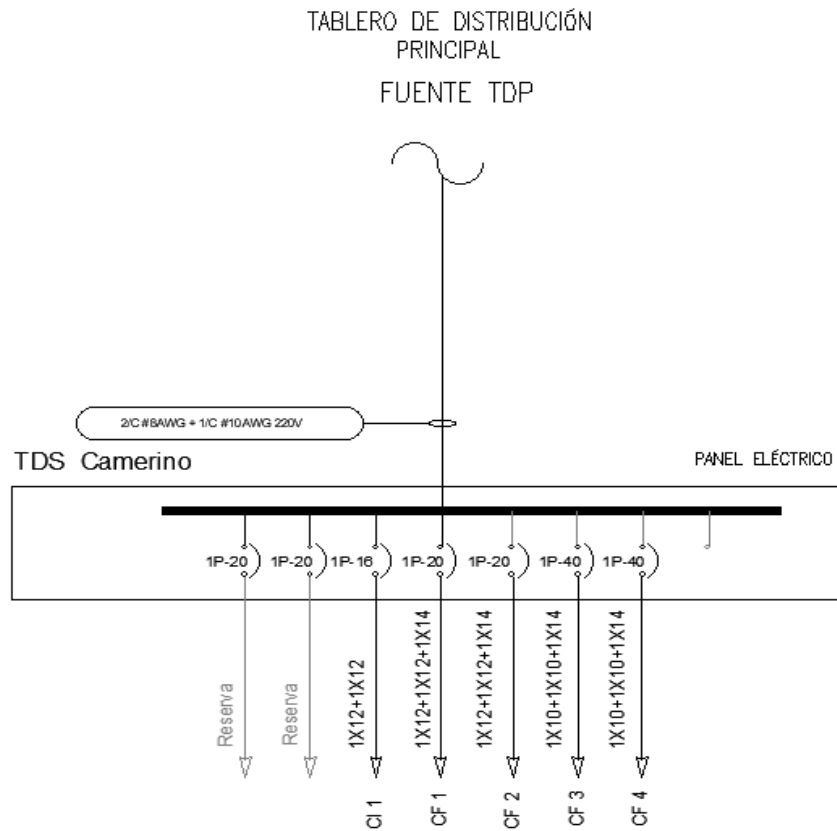 TABLERO DE DISTRIBUCIóN
PRINCIPAL
FUENTE TDP
2/C #8AWG + 1/C #10AWG 220V
TDS Camerino
PANEL ELÉCTRICO
1P-20
1P-20
1P-16
1P-20
1P-20
1P-40
1P-40
Reserva
Reserva
1X12+1X12
1X12+1X12+1X14
1X12+1X12+1X14
1X10+1X10+1X14
1X10+1X10+1X14
CI 1
CF 1
CF 2
CF 3
CF 4